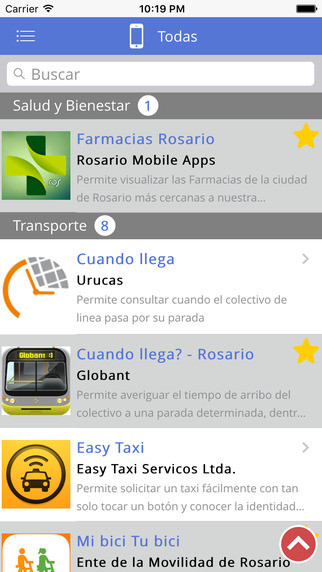 Carrier 10:19 PM
Todas
Buscar
Salud y Bienestar 1
Farmacias Rosario
Rosario Mobile Apps
Permite visualizar las Farmacias de la ciudad
de Rosario más cercanas a nuestra...
Transporte 8
Cuando llega
Urucas
Permite consultar cuando el colectivo de
linea pasa por su parada
Globant
Cuando llega? - Rosario
Globant
Permite averiguar el tiempo de arribo del
colectivo a una parada determinada, dentr...
Easy Taxi
Easy Taxi Servicos Ltda.
Permite solicitar un taxi fácilmente con tan
solo tocar un botón y conocer la identidad...
Mi bici Tu bici
Ente de la Movilidad de Rosario